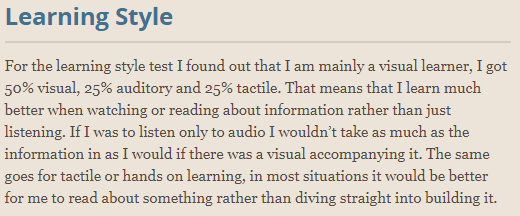 Learning Style
For the learning style test I found out that I am mainly a visual learner, I got
50% visual, 25% auditory and 25% tactile. That means that I learn much
better when watching or reading about information rather than just
listening. If I was to listen only to audio I wouldn’t take as much as the
information in as I would if there was a visual accompanying it. The same
goes for tactile or hands on learning, in most situations it would be better
for me to read about something rather than diving straight into building it.